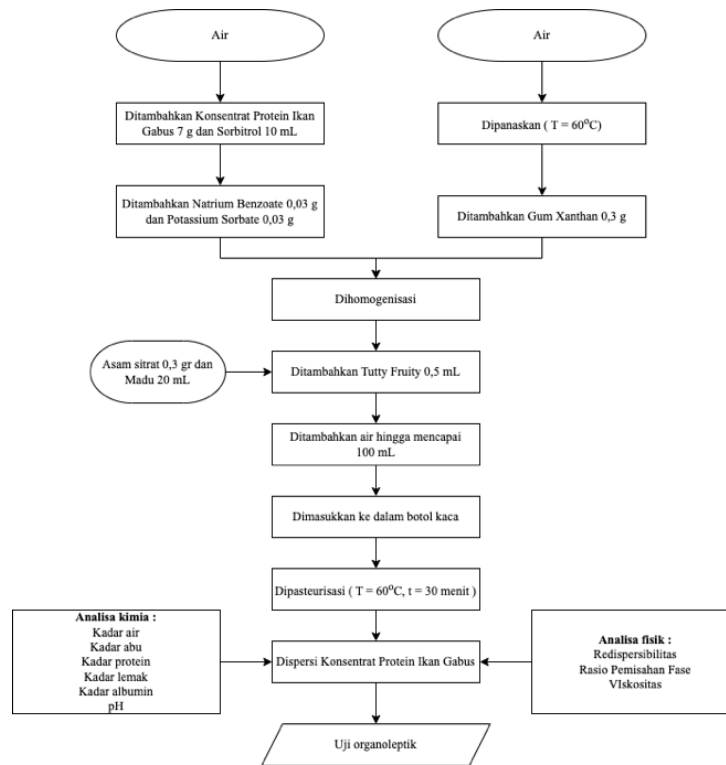 Air
Air
Ditambahkan Konsentrat Protein Ikan
Gabus 7 g dan Sorbitrol 10 mL
Dipanaskan ( T = 60⁰C)
Ditambahkan Natrium Benzoate 0,03 g
dan Potassium Sorbate 0,03 g
Ditambahkan Gum Xanthan 0,3 g
Dihomogenisasi
Asam sitrat 0,3 gr dan
Madu 20 mL
Ditambahkan Tutty Fruity 0,5 mL
Ditambahkan air hingga mencapai
100 mL
Dimasukkan ke dalam botol kaca
Dipasteurisasi ( T = 60⁰C, t = 30 menit )
Analisa kimia :
Kadar air
Kadar abu
Kadar protein
Kadar lemak
Kadar albumin
pH
Dispersi Konsentrat Protein Ikan Gabus
Analisa fisik :
Redispersibilitas
Rasio Pemisahan Fase
VIskositas
Uji organoleptik